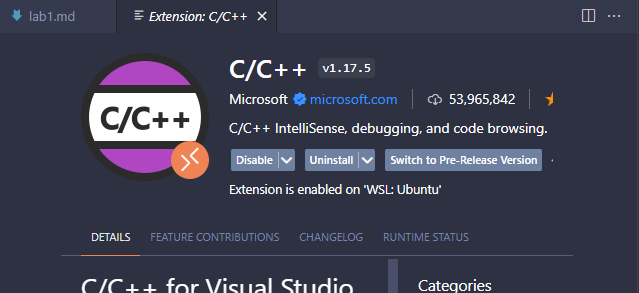 lab1.md
Extension: C/C++
C/C++ v1.17.5
Microsoft microsoft.com 53,965,842
C/C++ IntelliSense, debugging, and code browsing.
Disable Uninstall Switch to Pre-Release Version
Extension is enabled on 'WSL: Ubuntu'
C/C++
DETAILS FEATURE CONTRIBUTIONS CHANGELOG RUNTIME STATUS
C/C++ for Visual Studio
Categories